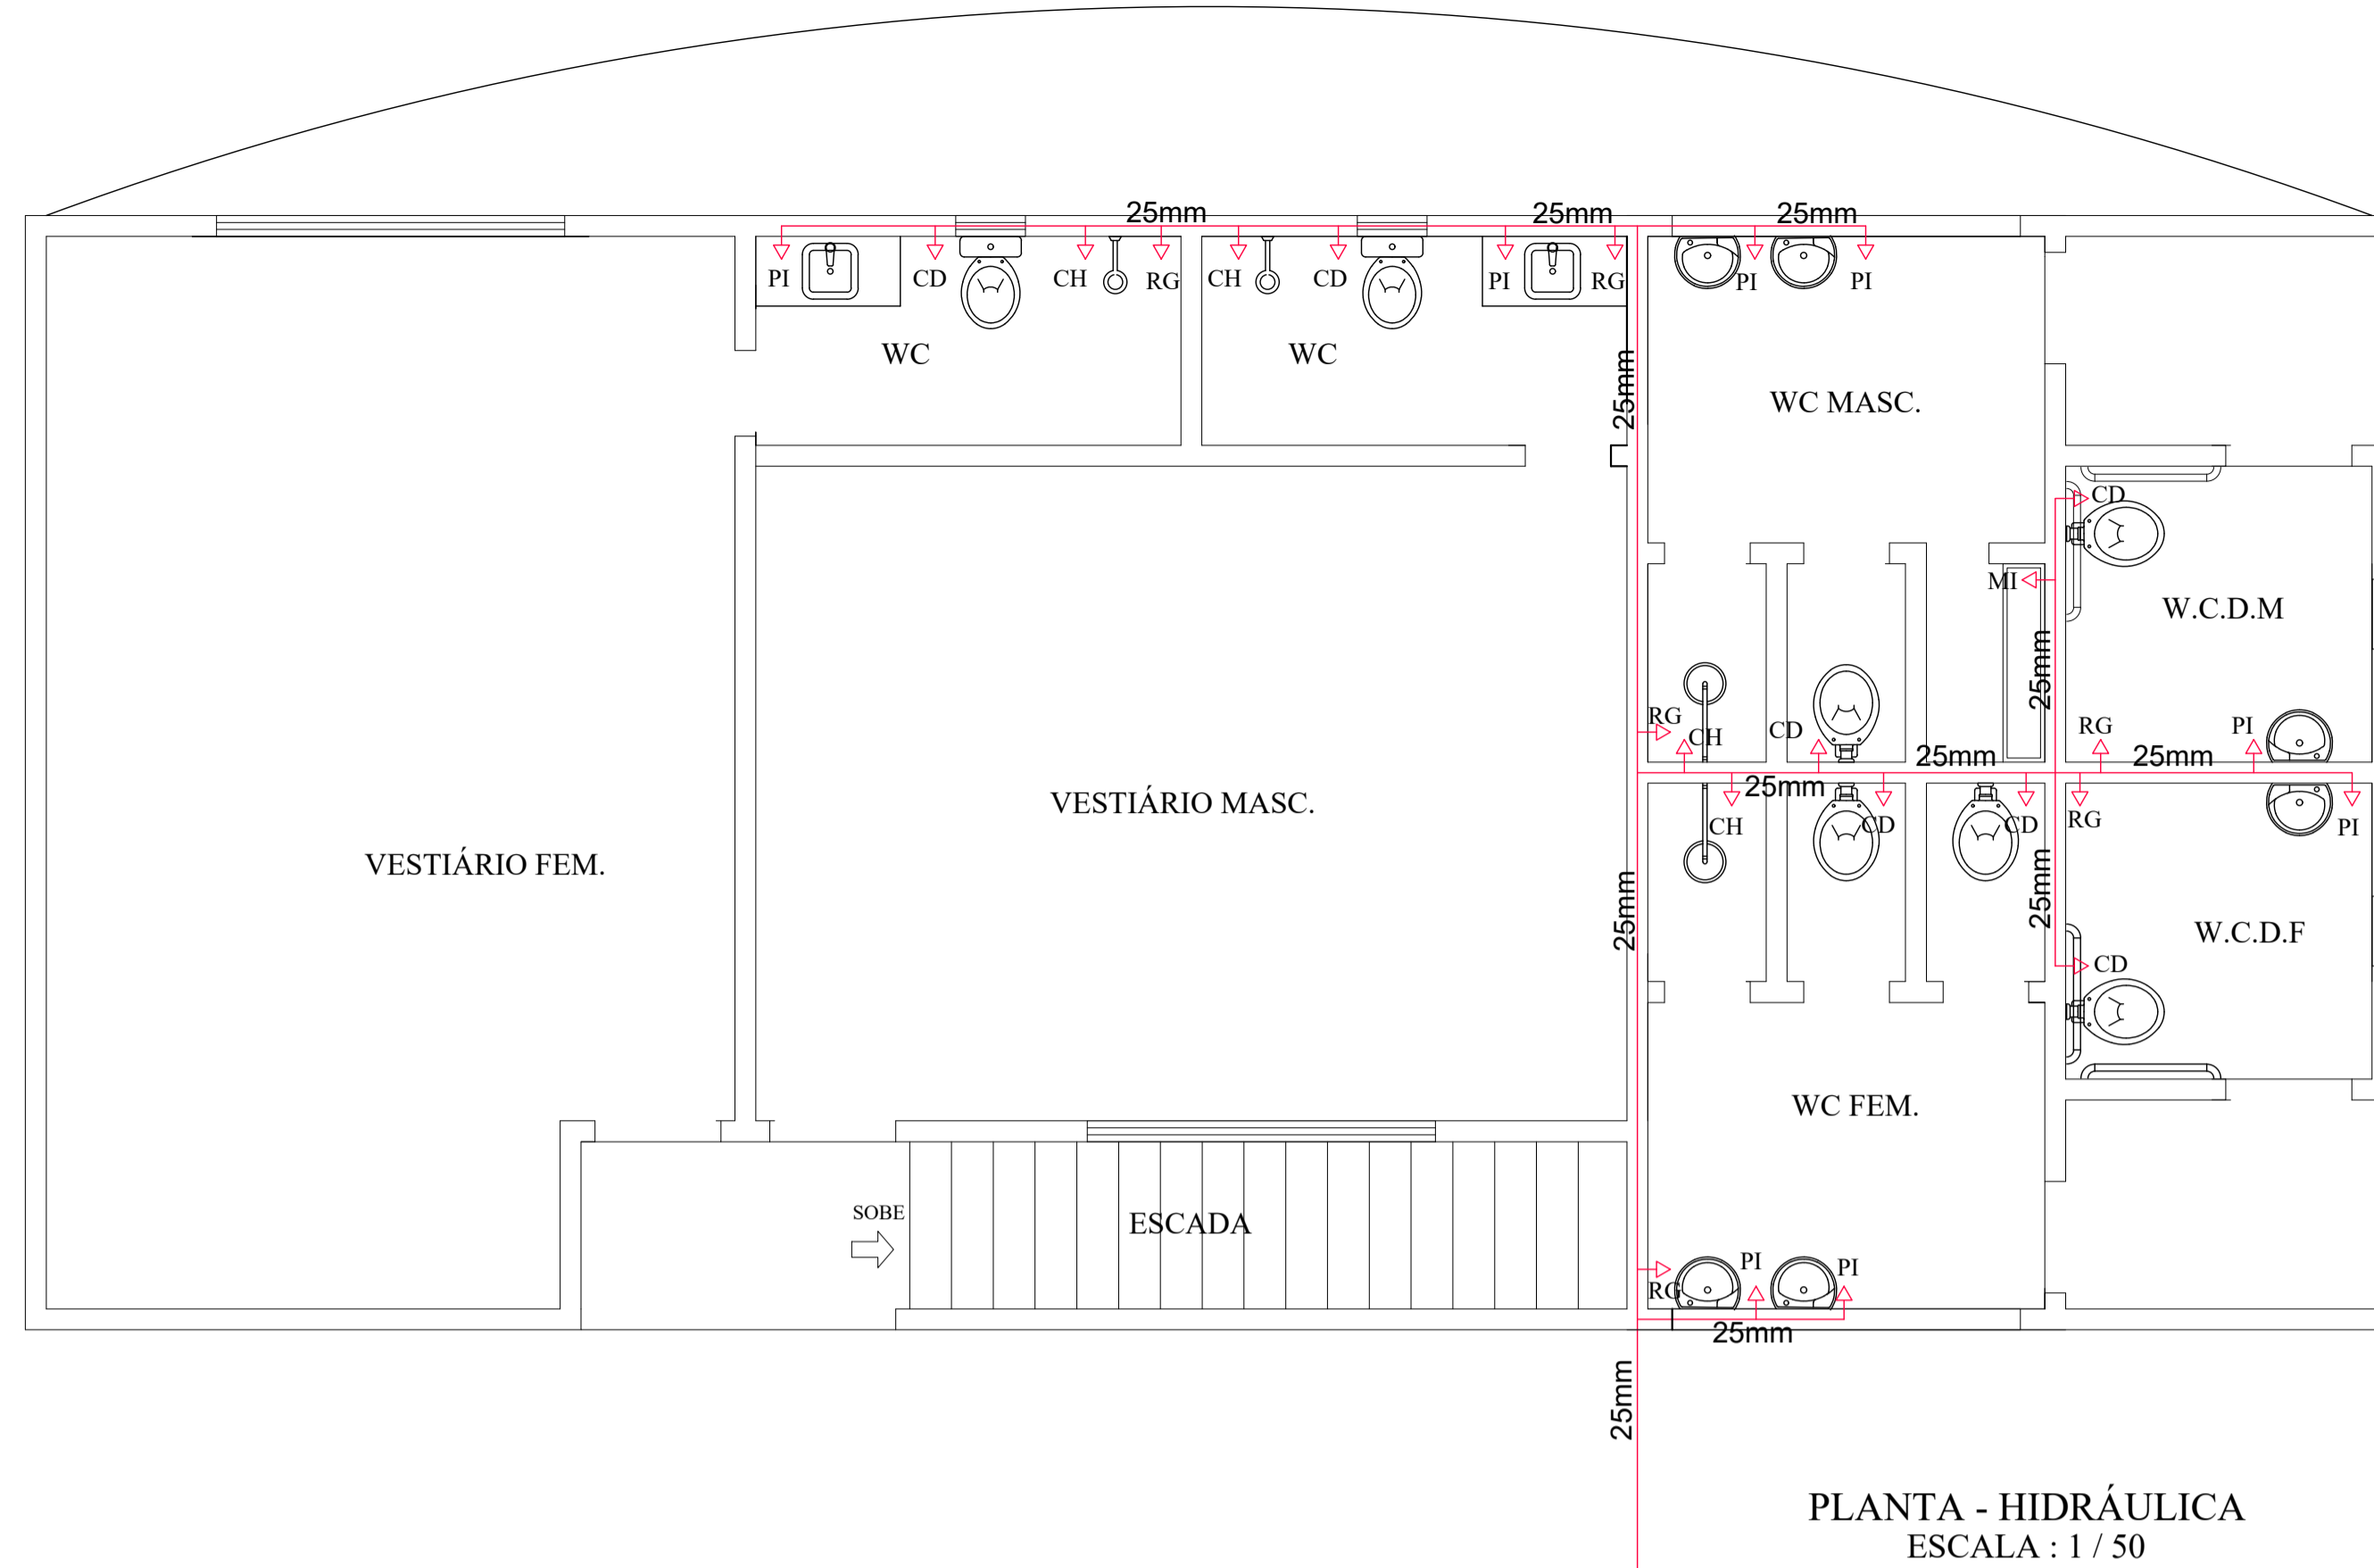 25mm
25mm
25mm
PI
CD
CH
RG
CH
CD
PI
RG
PI
PI
WC
WC
25mm
WC MASC.
CD
MI
W.C.D.M
25mm
RG
CH
CD
RG
PI
25mm
25mm
25mm
VESTIÁRIO MASC.
CH
CD
CD
RG
PI
VESTIÁRIO FEM.
25mm
25mm
W.C.D.F
CD
WC FEM.
SOBE
ESCADA
RG
PI
PI
25mm
25mm
PLANTA - HIDRÁULICA
ESCALA : 1 / 50